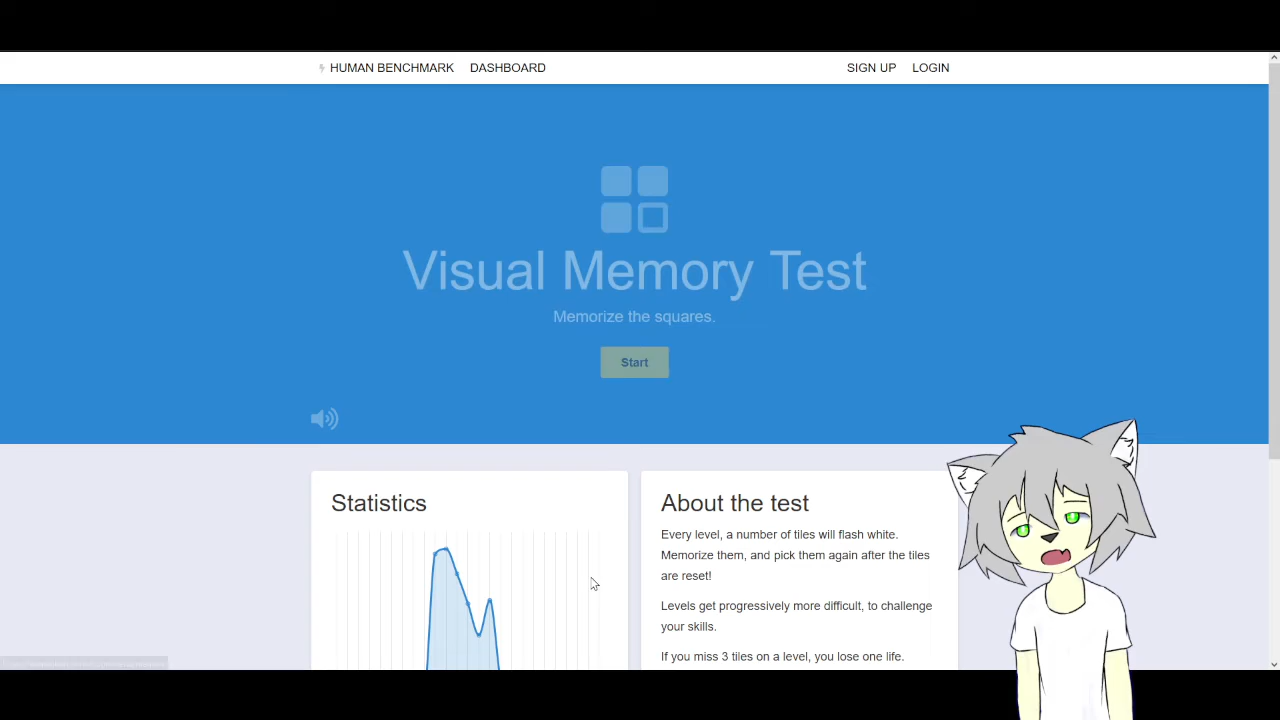 HUMAN BENCHMARK DASHBOARD SIGN UP LOGIN
Visual Memory Test
Memorize the squares.
Start
Statistics
About the test
Every level, a number of tiles will flash white.
Memorize them, and pick them again after the tiles
are reset!
Levels get progressively more difficult, to challenge
your skills.
If you miss 3 tiles on a level, you lose one life.